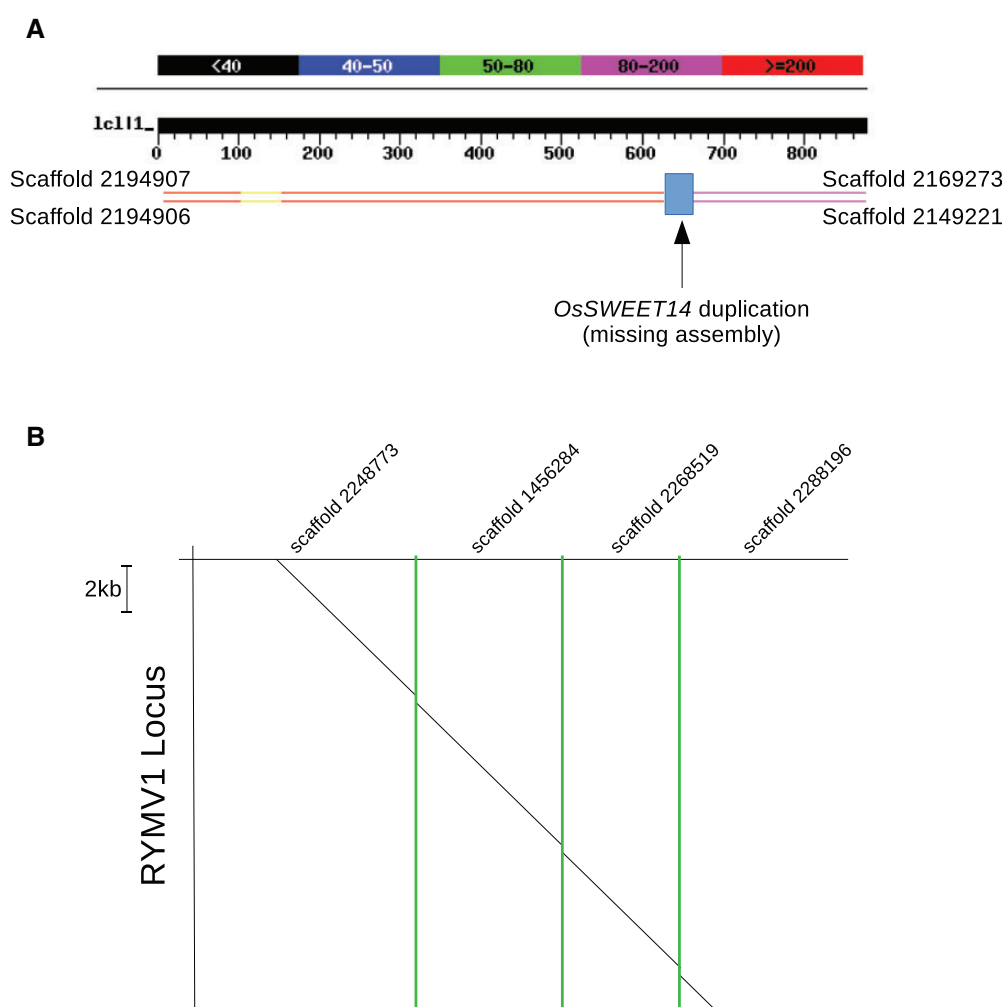 A
<40 40-50 50-80 80-200 >=200
lcl|1_
0 100 200 300 400 500 600 700 800
Scaffold 2194907 Scaffold 2169273
Scaffold 2194906 Scaffold 2149221
OsSWEET14 duplication
(missing assembly)
B
scaffold 2248773
scaffold 1456284
scaffold 2268519
scaffold 2288196
2kb
RYMV1 Locus